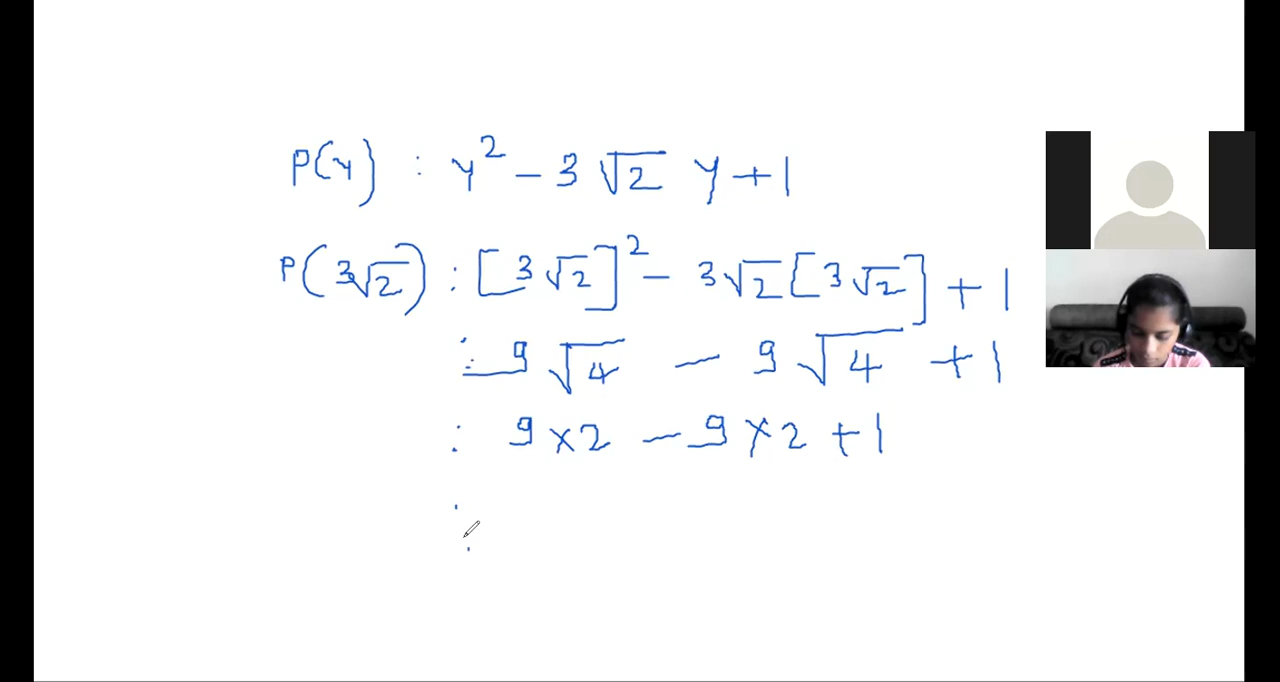 P(y) : y² - 3√2 y + 1
P(3√2) : [3√2]² - 3√2[3√2] + 1
: 9√4 - 9√4 + 1
: 9×2 - 9×2 + 1
: